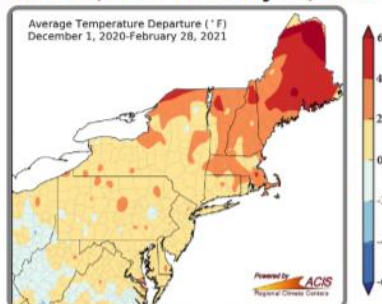 Average Temperature Departure (°F)
December 1, 2020-February 28, 2021
6
4
2
0
Powered by
ACIS
Regional Climate Centers